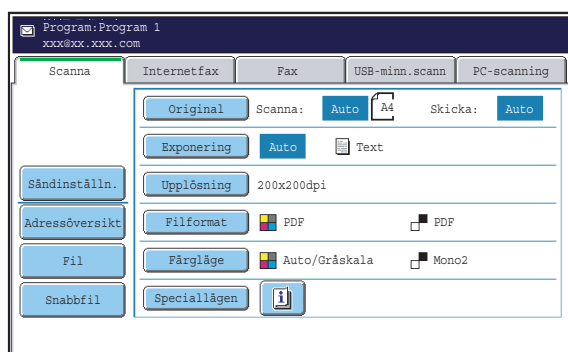 Program:Program 1
xxx@xx.xxx.com
Scanna Internetfax Fax USB-minn.scann PC-scanning
Original Scanna: Auto A4 Skicka: Auto
Exponering Auto Text
Sändinställn. Upplösning 200x200dpi
Adressöversikt Filformat PDF PDF
Fil Färgläge Auto/Gråskala Mono2
Snabbfil Speciallägen